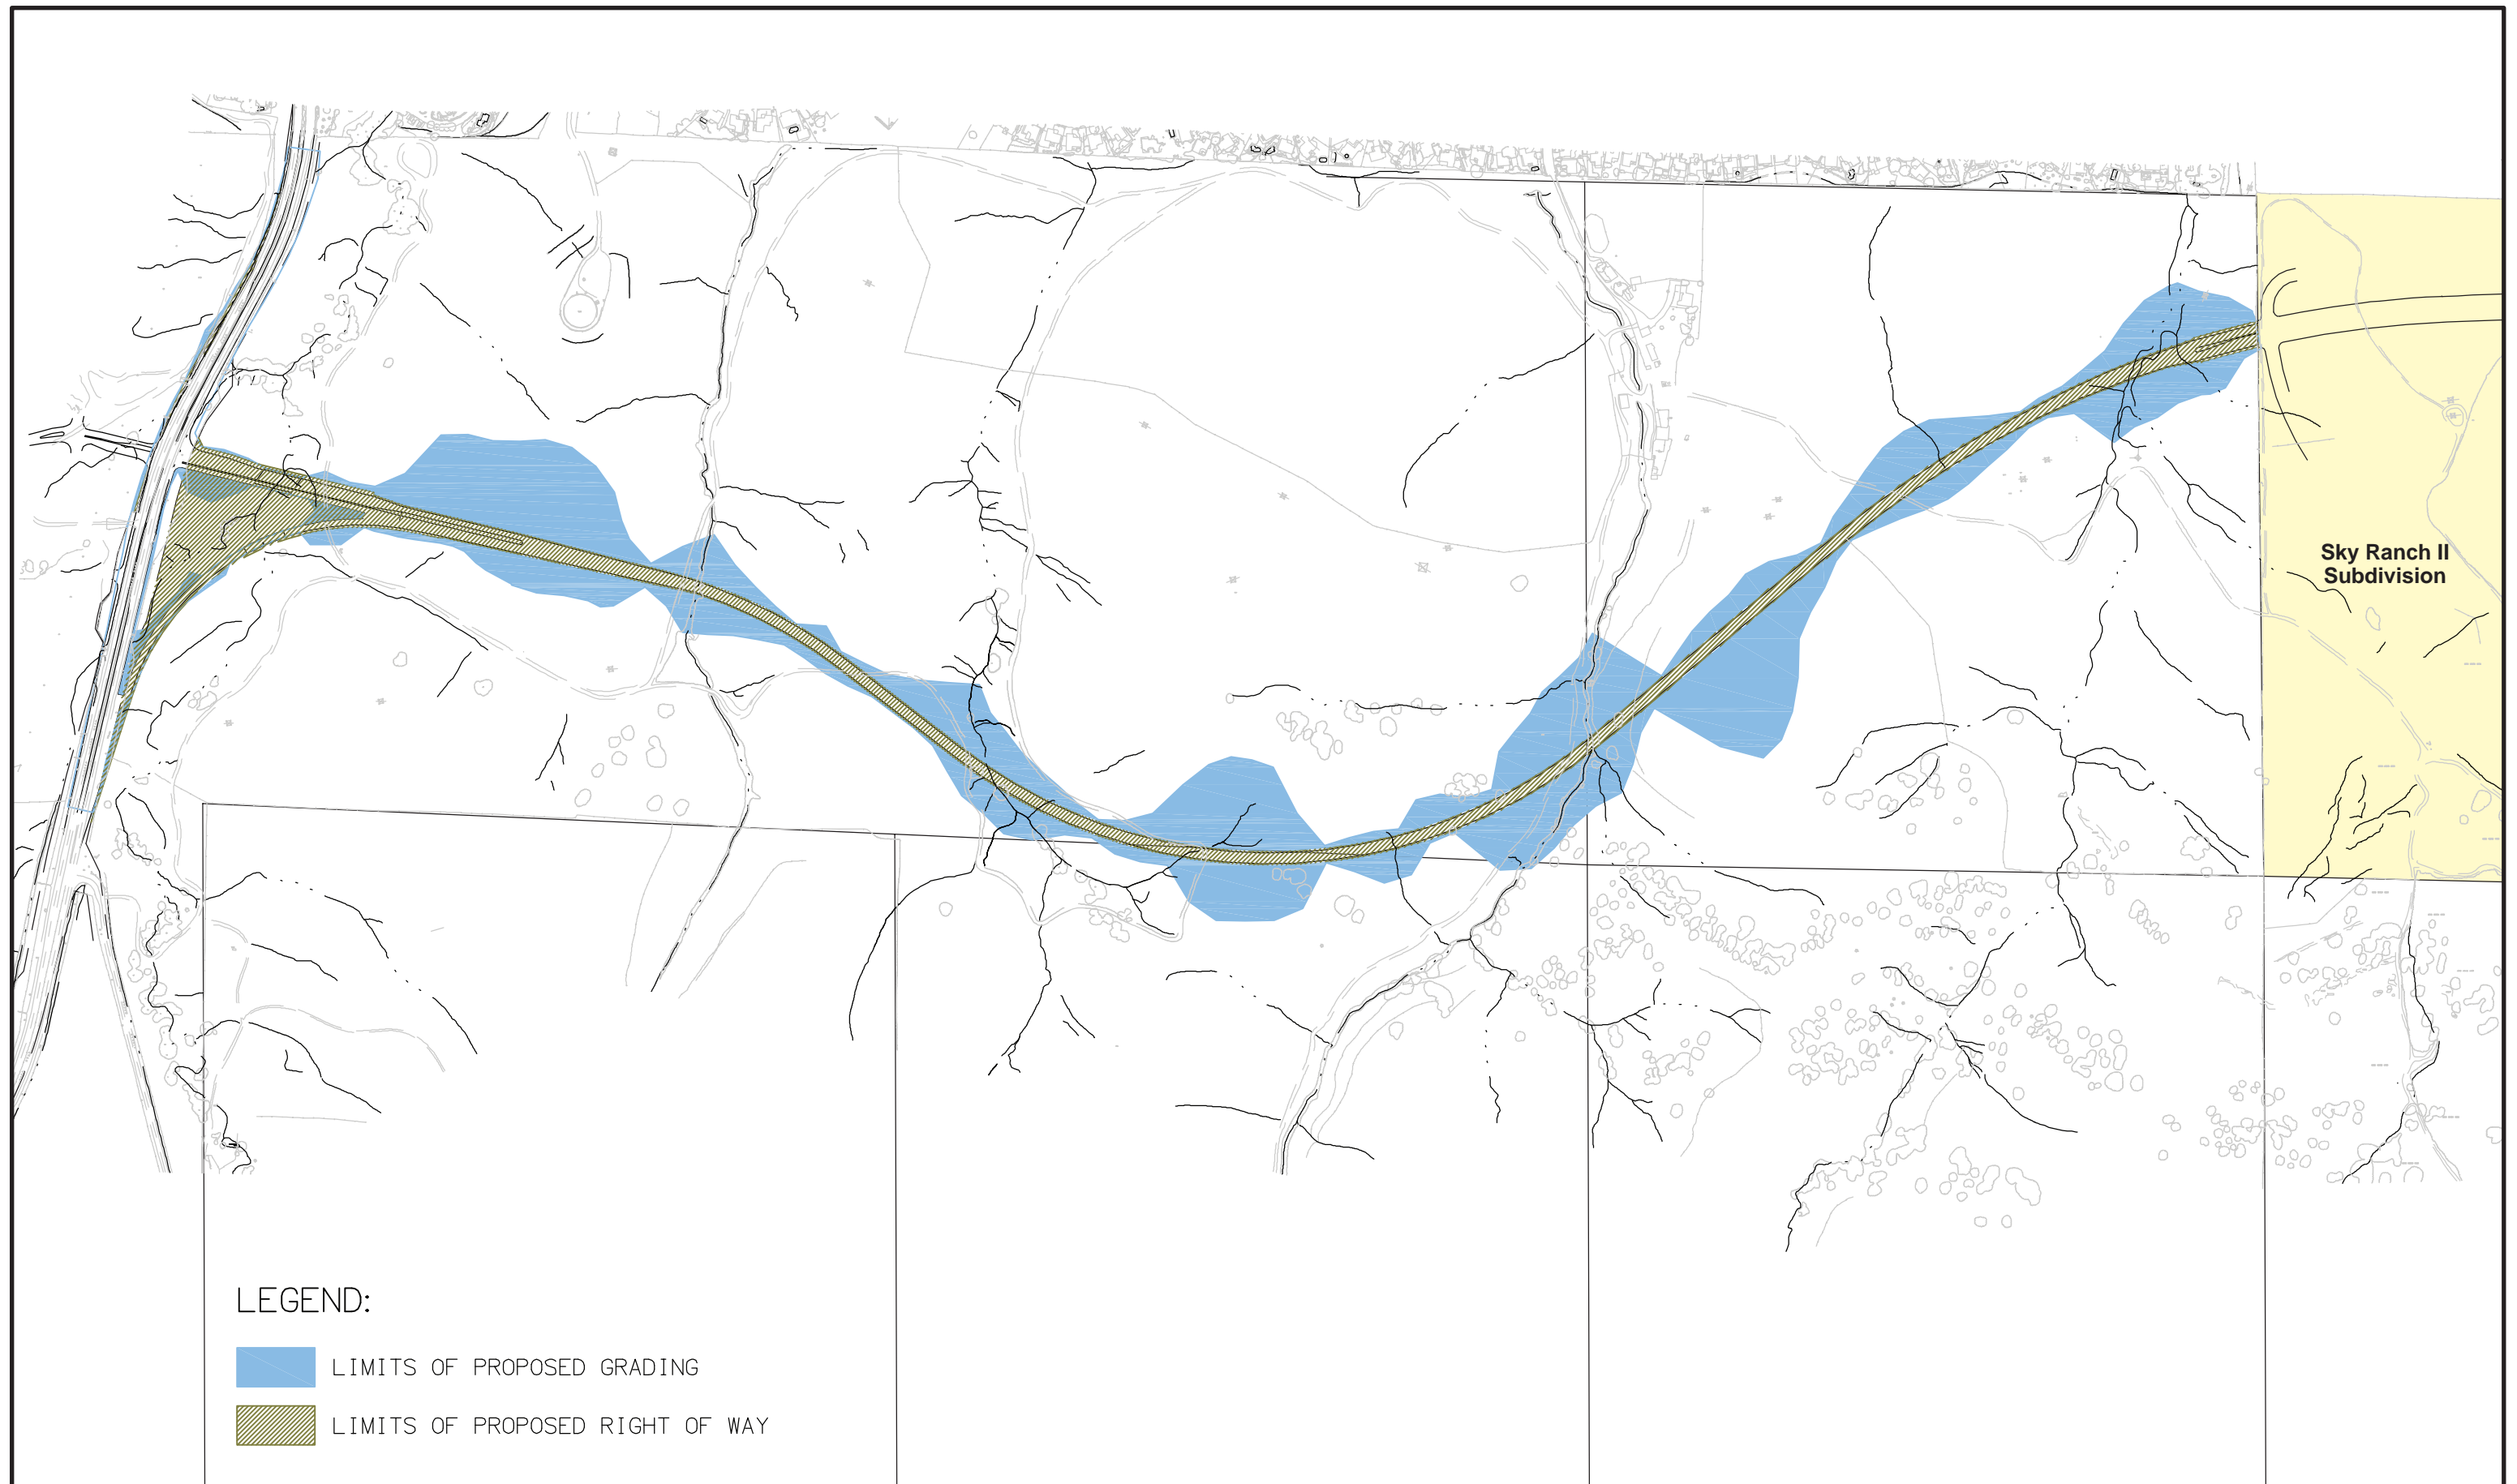 Sky Ranch II
Subdivision
LEGEND:
LIMITS OF PROPOSED GRADING
LIMITS OF PROPOSED RIGHT OF WAY